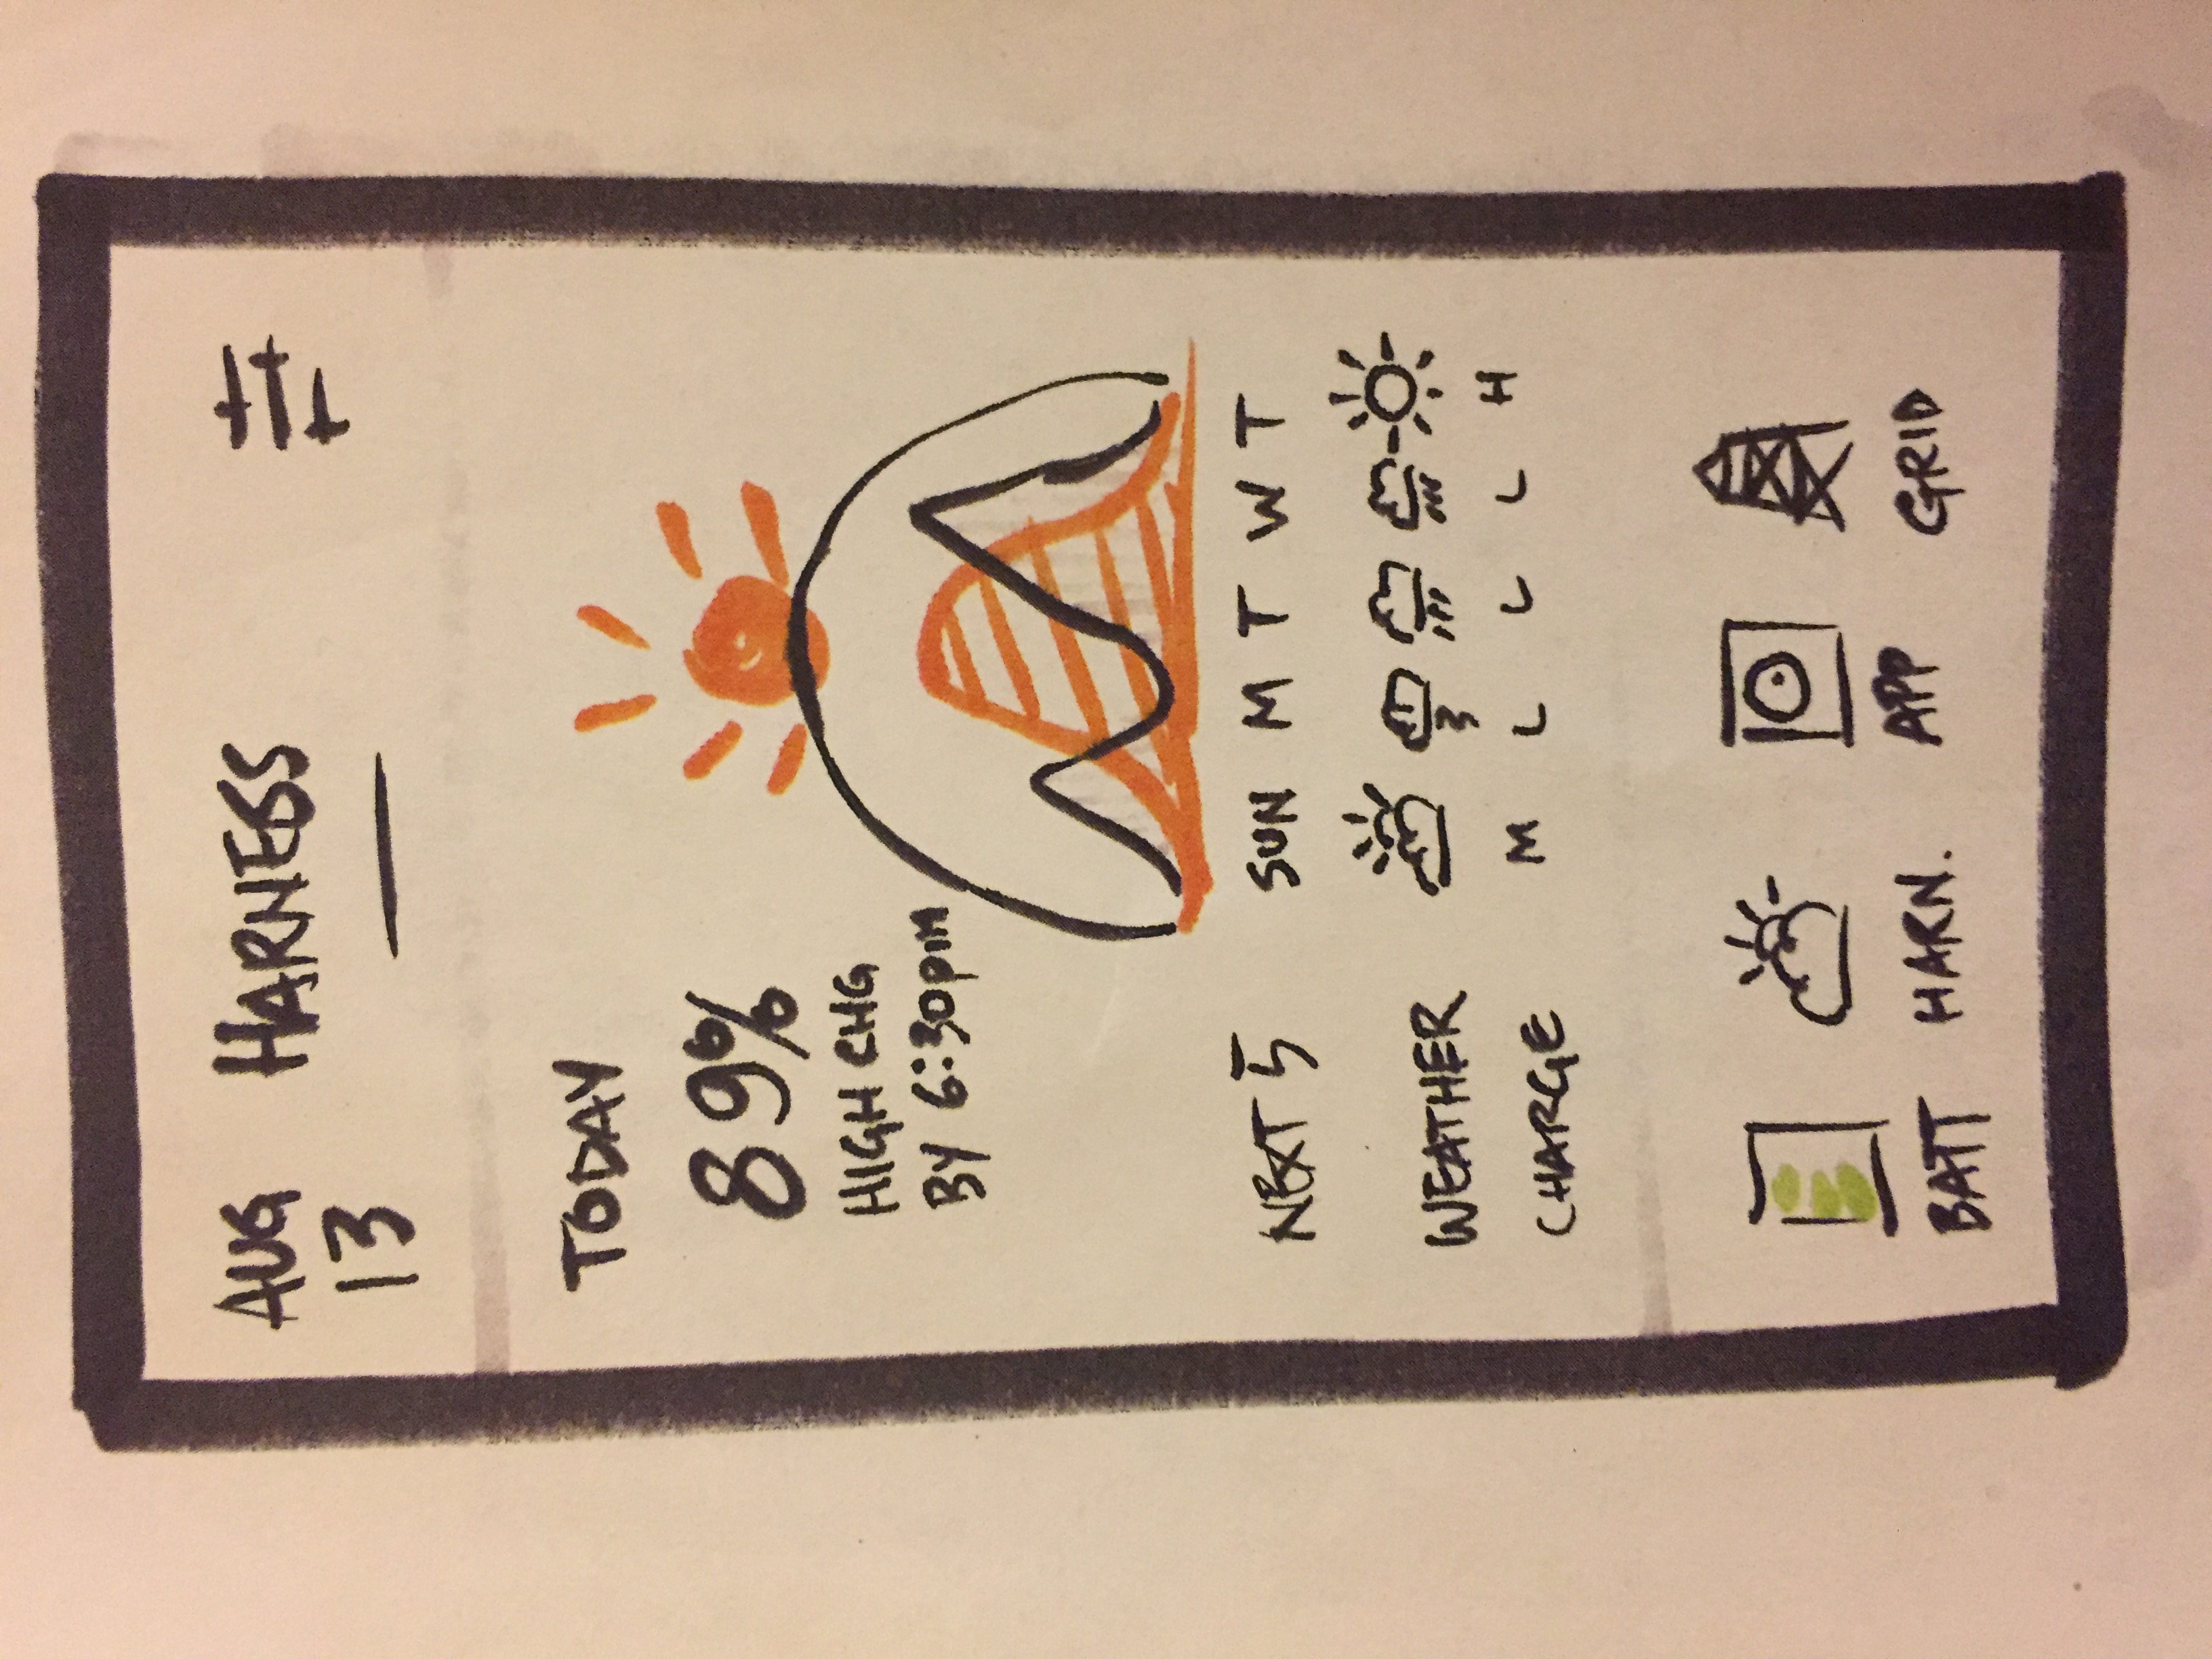 AUG HARNESS
13
TODAY
89%
HIGH CHG
BY 6:30pm
NEXT 5 SUN M T W T
WEATHER
CHARGE M L L L H
BATT HARN. APP GRID